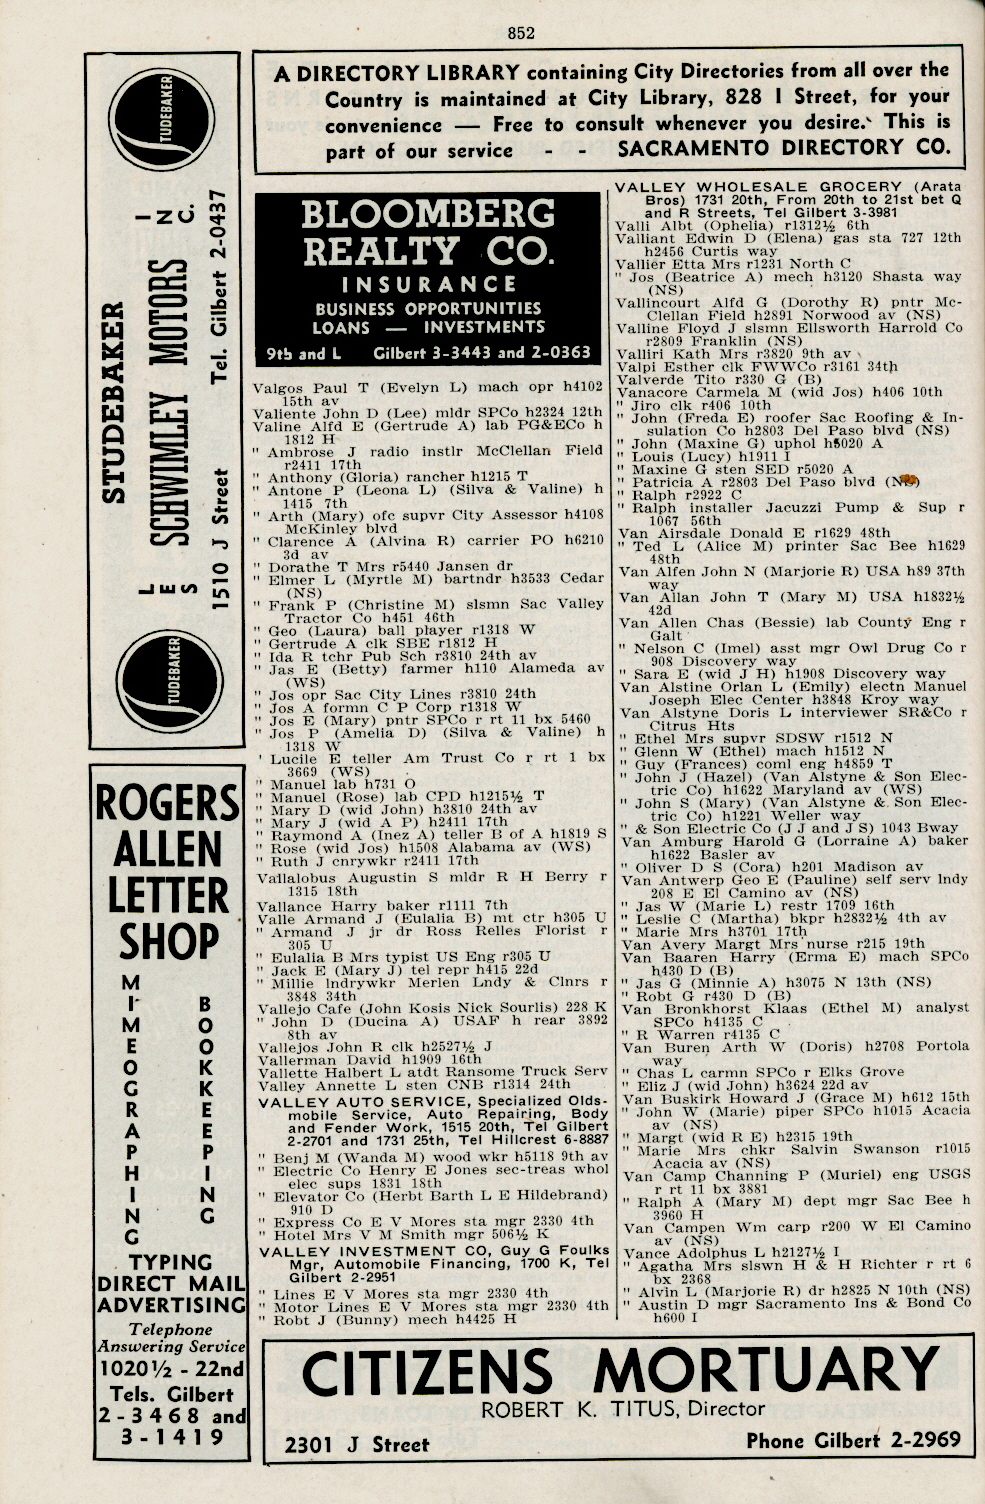 852
A DIRECTORY LIBRARY containing City Directories from all over the
Country is maintained at City Library, 828 I Street, for your
convenience — Free to consult whenever you desire. This is
part of our service - - SACRAMENTO DIRECTORY CO.
STUDEBAKER
STUDEBAKER
LES SCHWIMLEY MOTORS INC.
1510 J Street Tel. Gilbert 2-0437
STUDEBAKER
ROGERS
ALLEN
LETTER
SHOP
MIMEOGRAPHING
BOOKKEEPING
TYPING
DIRECT MAIL
ADVERTISING
Telephone
Answering Service
1020½ - 22nd
Tels. Gilbert
2-3468 and
3-1419
BLOOMBERG
REALTY CO.
INSURANCE
BUSINESS OPPORTUNITIES
LOANS — INVESTMENTS
9th and L Gilbert 3-3443 and 2-0363
Valgos Paul T (Evelyn L) mach opr h4102
15th av
Valiente John D (Lee) mldr SPCo h2324 12th
Valine Alfd E (Gertrude A) lab PG&ECo h
1812 H
" Ambrose J radio instlr McClellan Field
r2411 17th
" Anthony (Gloria) rancher h1215 T
" Antone P (Leona L) (Silva & Valine) h
1415 7th
" Arth (Mary) ofc supvr City Assessor h4108
McKinley blvd
" Clarence A (Alvina R) carrier PO h6210
3d av
" Dorathe T Mrs r5440 Jansen dr
" Elmer L (Myrtle M) bartndr h3533 Cedar
(NS)
" Frank P (Christine M) slsmn Sac Valley
Tractor Co h451 46th
" Geo (Laura) ball player r1318 W
" Gertrude A clk SBE r1812 H
" Ida R tchr Pub Sch r3810 24th av
" Jas E (Betty) farmer h110 Alameda av
(WS)
" Jos opr Sac City Lines r3810 24th
" Jos A formn C P Corp r1318 W
" Jos E (Mary) pntr SPCo r rt 11 bx 5460
" Jos P (Amelia D) (Silva & Valine) h
1318 W
' Lucile E teller Am Trust Co r rt 1 bx
3669 (WS)
" Manuel lab h731 O
" Manuel (Rose) lab CPD h1215½ T
" Mary D (wid John) h3810 24th av
" Mary J (wid A P) h2411 17th
" Raymond A (Inez A) teller B of A h1819 S
" Rose (wid Jos) h1508 Alabama av (WS)
" Ruth J cnrywkr r2411 17th
Vallalobus Augustin S mldr R H Berry r
1315 18th
Vallance Harry baker r1111 7th
Valle Armand J (Eulalia B) mt ctr h305 U
" Armand J jr dr Ross Relles Florist r
305 U
" Eulalia B Mrs typist US Eng r305 U
" Jack E (Mary J) tel repr h415 22d
" Millie lndrywkr Merlen Lndy & Clnrs r
3848 34th
Vallejo Cafe (John Kosis Nick Sourlis) 228 K
" John D (Ducina A) USAF h rear 3892
8th av
Vallejos John R clk h2527½ J
Vallerman David h1909 16th
Vallette Halbert L atdt Ransome Truck Serv
Valley Annette L sten CNB r1314 24th
VALLEY AUTO SERVICE, Specialized Olds-
mobile Service, Auto Repairing, Body
and Fender Work, 1515 20th, Tel Gilbert
2-2701 and 1731 25th, Tel Hillcrest 6-8887
" Benj M (Wanda M) wood wkr h5118 9th av
" Electric Co Henry E Jones sec-treas whol
elec sups 1831 18th
" Elevator Co (Herbt Barth L E Hildebrand)
910 D
" Express Co E V Mores sta mgr 2330 4th
" Hotel Mrs V M Smith mgr 506½ K
VALLEY INVESTMENT CO, Guy G Foulks
Mgr, Automobile Financing, 1700 K, Tel
Gilbert 2-2951
" Lines E V Mores sta mgr 2330 4th
" Motor Lines E V Mores sta mgr 2330 4th
" Robt J (Bunny) mech h4425 H
VALLEY WHOLESALE GROCERY (Arata
Bros) 1731 20th, From 20th to 21st bet Q
and R Streets, Tel Gilbert 3-3981
Valli Albt (Ophelia) r1312½ 6th
Valliant Edwin D (Elena) gas sta 727 12th
h2456 Curtis way
Vallier Etta Mrs r1231 North C
" Jos (Beatrice A) mech h3120 Shasta way
(NS)
Vallincourt Alfd G (Dorothy R) pntr Mc-
Clellan Field h2891 Norwood av (NS)
Valline Floyd J slsmn Ellsworth Harrold Co
r2809 Franklin (NS)
Valliri Kath Mrs r3820 9th av
Valpi Esther clk FWWCo r3161 34th
Valverde Tito r330 G (B)
Vanacore Carmela M (wid Jos) h406 10th
" Jiro clk r406 10th
" John (Freda E) roofer Sac Roofing & In-
sulation Co h2803 Del Paso blvd (NS)
" John (Maxine G) uphol h5020 A
" Louis (Lucy) h1911 I
" Maxine G sten SED r5020 A
" Patricia A r2803 Del Paso blvd
" Ralph r2922 C
" Ralph installer Jacuzzi Pump & Sup r
1067 56th
Van Airsdale Donald E r1629 48th
" Ted L (Alice M) printer Sac Bee h1629
48th
Van Alfen John N (Marjorie R) USA h89 37th
way
Van Allan John T (Mary M) USA h1832½
42d
Van Allen Chas (Bessie) lab County Eng r
Galt
" Nelson C (Imel) asst mgr Owl Drug Co r
908 Discovery way
" Sara E (wid J H) h1908 Discovery way
Van Alstine Orlan L (Emily) electn Manuel
Joseph Elec Center h3848 Kroy way
Van Alstyne Doris L interviewer SR&Co r
Citrus Hts
" Ethel Mrs supvr SDSW r1512 N
" Glenn W (Ethel) mach h1512 N
" Guy (Frances) coml eng h4859 T
" John J (Hazel) (Van Alstyne & Son Elec-
tric Co) h1622 Maryland av (WS)
" John S (Mary) (Van Alstyne & Son Elec-
tric Co) h1221 Weller way
" & Son Electric Co (J J and J S) 1043 Bway
Van Amburg Harold G (Lorraine A) baker
h1622 Basler av
" Oliver D S (Cora) h201 Madison av
Van Antwerp Geo E (Pauline) self serv lndy
208 E El Camino av (NS)
" Jas W (Marie L) restr 1709 16th
" Leslie C (Martha) bkpr h2832½ 4th av
" Marie Mrs h3701 17th
Van Avery Margt Mrs nurse r215 19th
Van Baaren Harry (Erma E) mach SPCo
h430 D (B)
" Jas G (Minnie A) h3075 N 13th (NS)
" Robt G r430 D (B)
Van Bronkhorst Klaas (Ethel M) analyst
SPCo h4135 C
" R Warren r4135 C
Van Buren Arth W (Doris) h2708 Portola
way
" Chas L carmn SPCo r Elks Grove
" Eliz J (wid John) h3624 22d av
Van Buskirk Howard J (Grace M) h612 15th
" John W (Marie) piper SPCo h1015 Acacia
av (NS)
" Margt (wid R E) h2315 19th
" Marie Mrs chkr Salvin Swanson r1015
Acacia av (NS)
Van Camp Channing P (Muriel) eng USGS
r rt 11 bx 3881
" Ralph A (Mary M) dept mgr Sac Bee h
3960 H
Van Campen Wm carp r200 W El Camino
av (NS)
Vance Adolphus L h2127½ I
" Agatha Mrs slswn H & H Richter r rt 6
bx 2368
" Alvin L (Marjorie R) dr h2825 N 10th (NS)
" Austin D mgr Sacramento Ins & Bond Co
h600 I
CITIZENS MORTUARY
ROBERT K. TITUS, Director
2301 J Street Phone Gilbert 2-2969